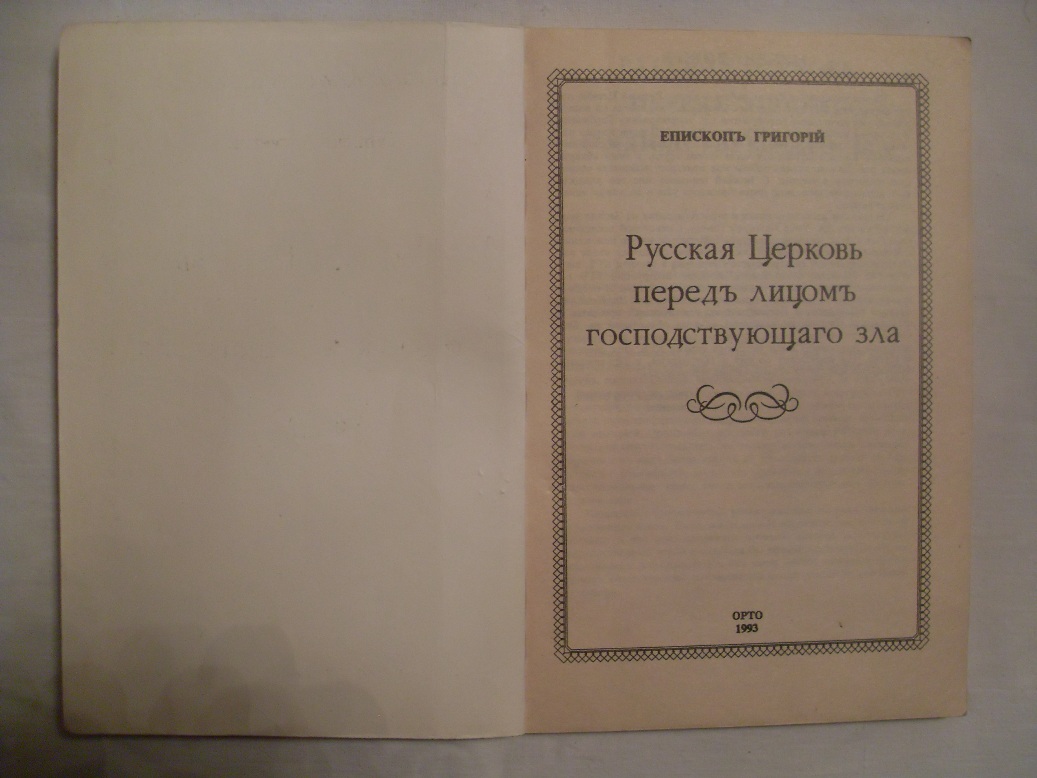 ЕПИСКОПЪ ГРИГОРІЙ
Русская Церковь
передъ лицомъ
господствующаго зла
ОРТО
1993